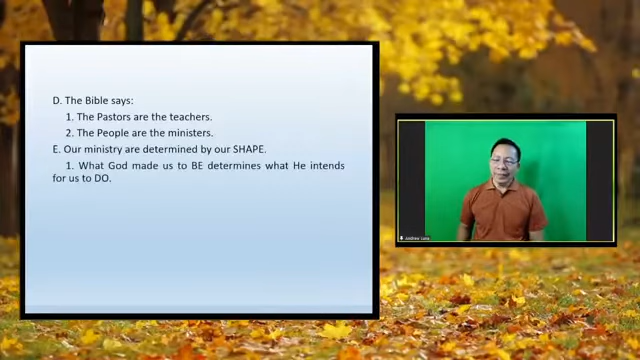 D. The Bible says:
1. The Pastors are the teachers.
2. The People are the ministers.
E. Our ministry are determined by our SHAPE.
1. What God made us to BE determines what He intends
for us to DO.
Andrew Lana